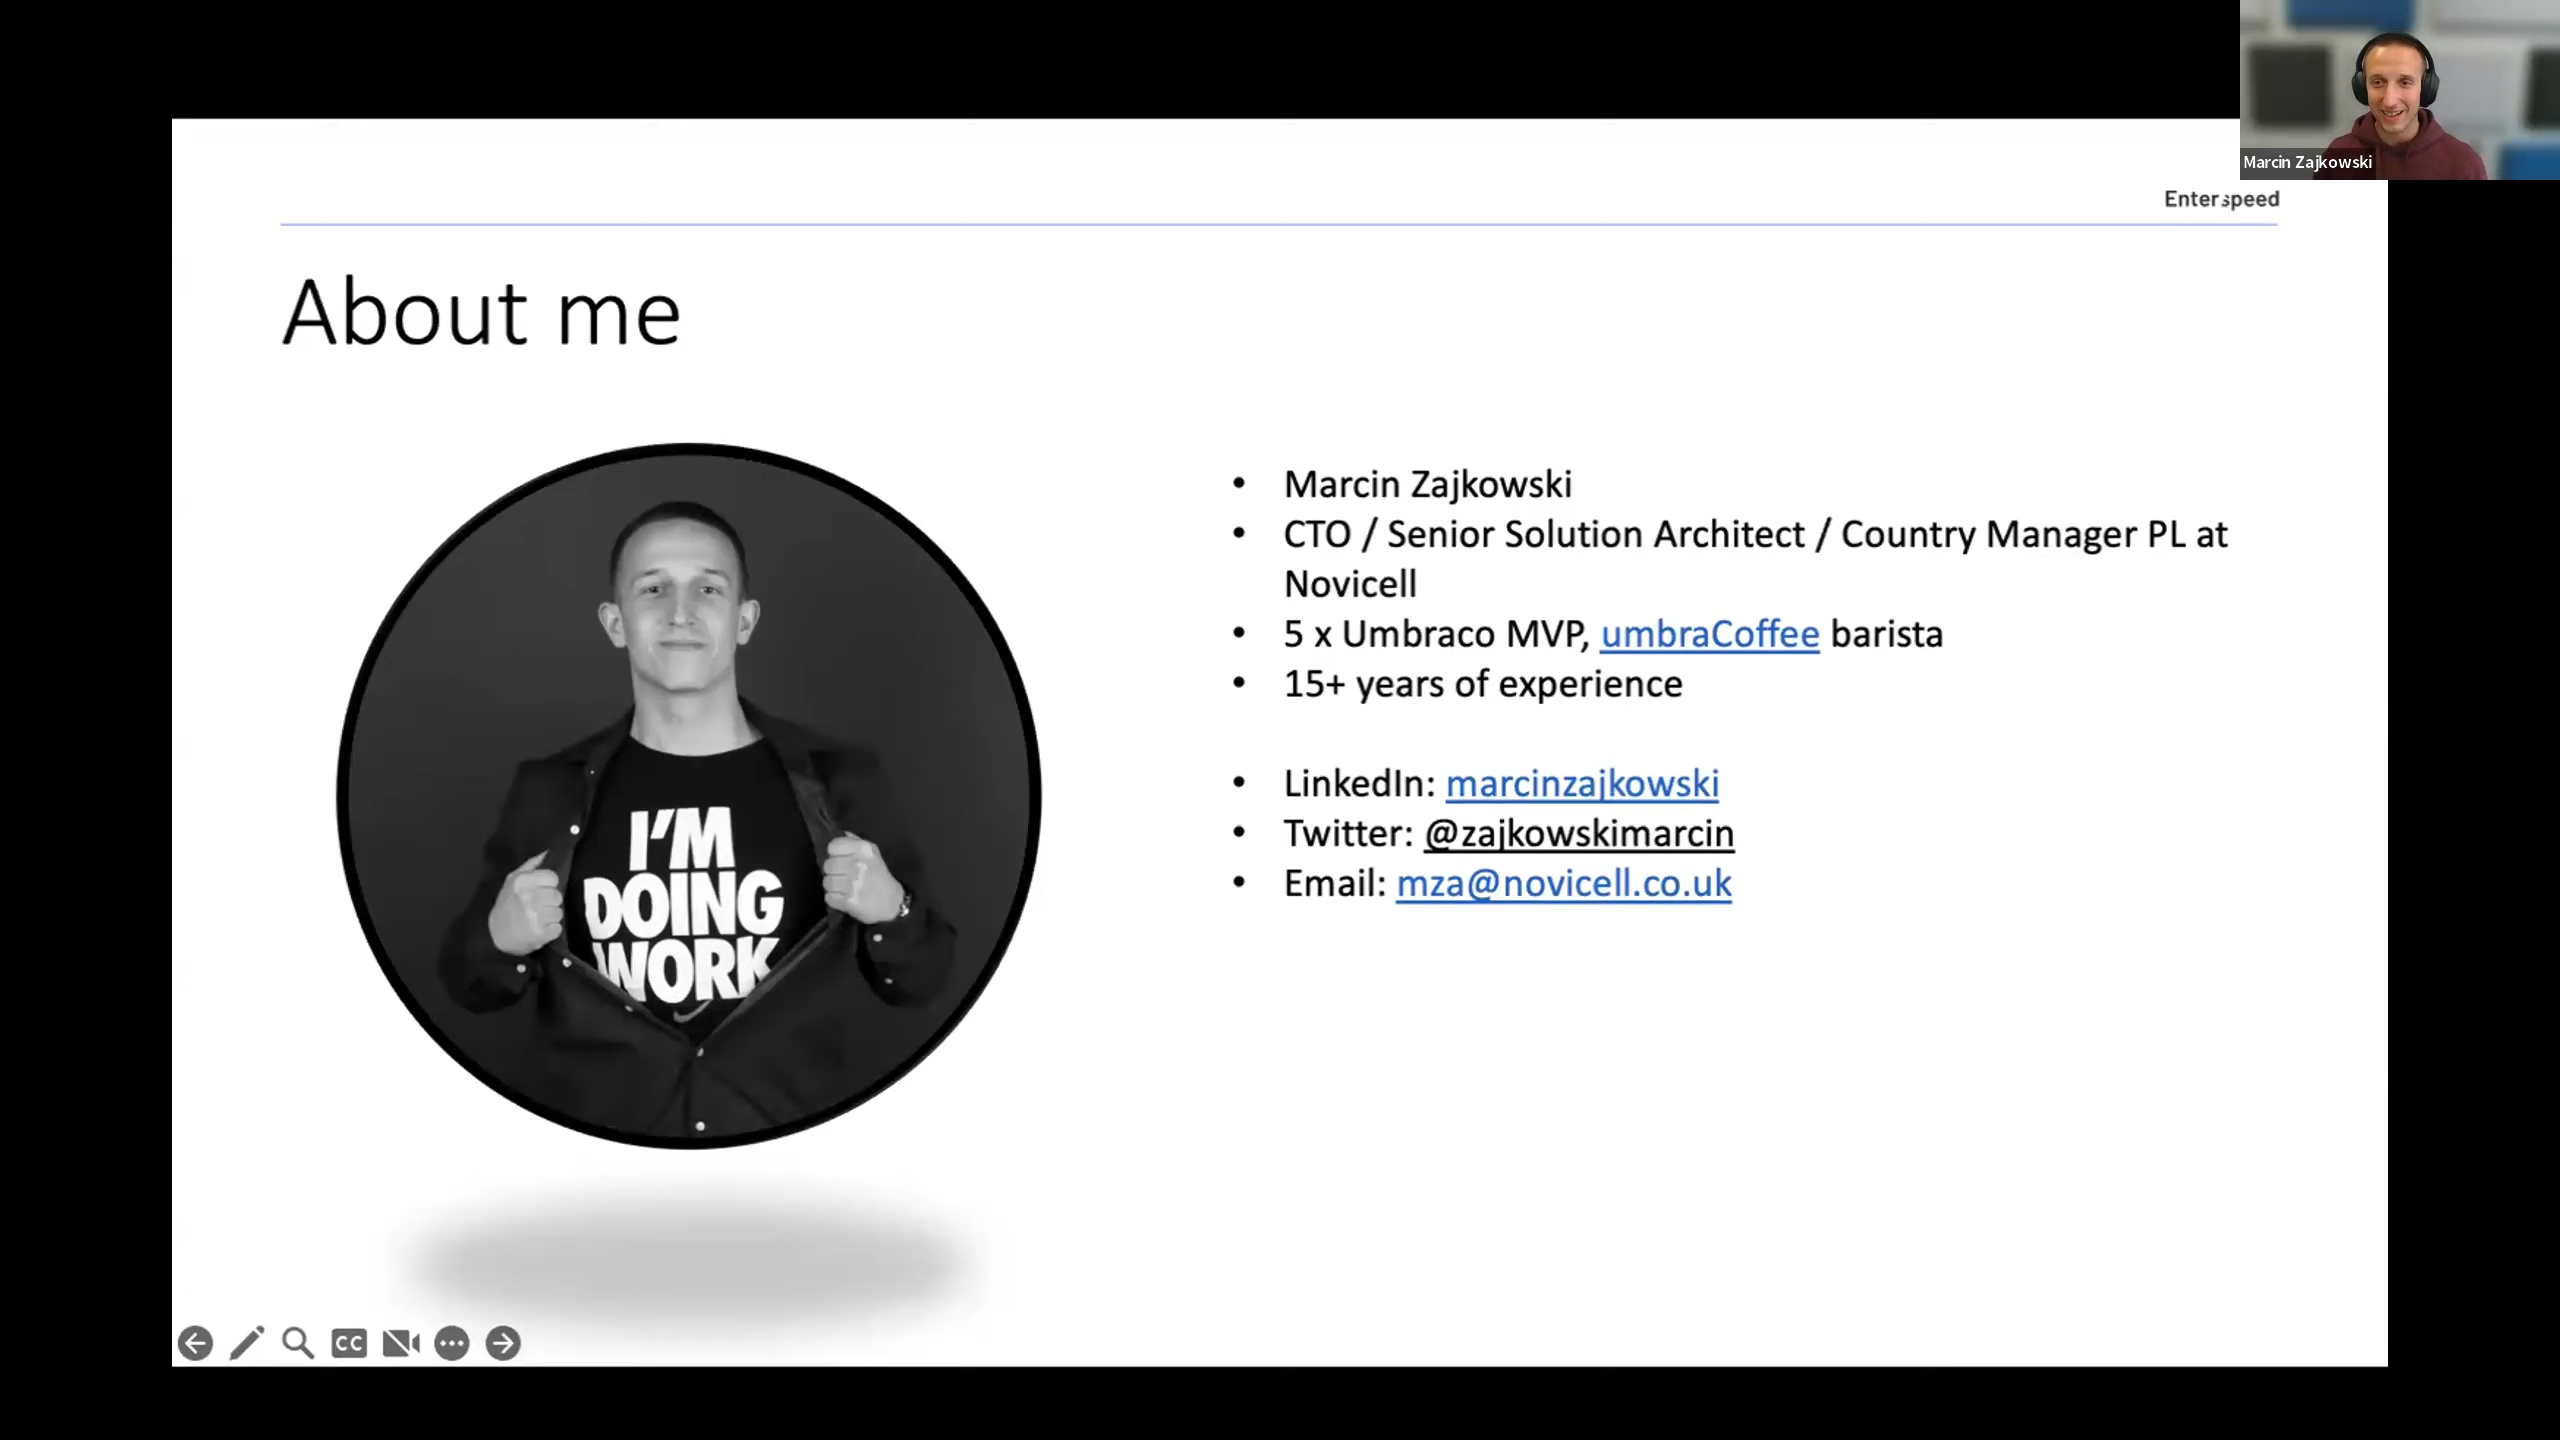 Marcin Zajkowski
Enterspeed
About me
I'M
DOING
WORK
• Marcin Zajkowski
• CTO / Senior Solution Architect / Country Manager PL at
Novicell
• 5 x Umbraco MVP, umbraCoffee barista
• 15+ years of experience
• LinkedIn: marcinzajkowski
• Twitter: @zajkowskimarcin
• Email: mza@novicell.co.uk
CC